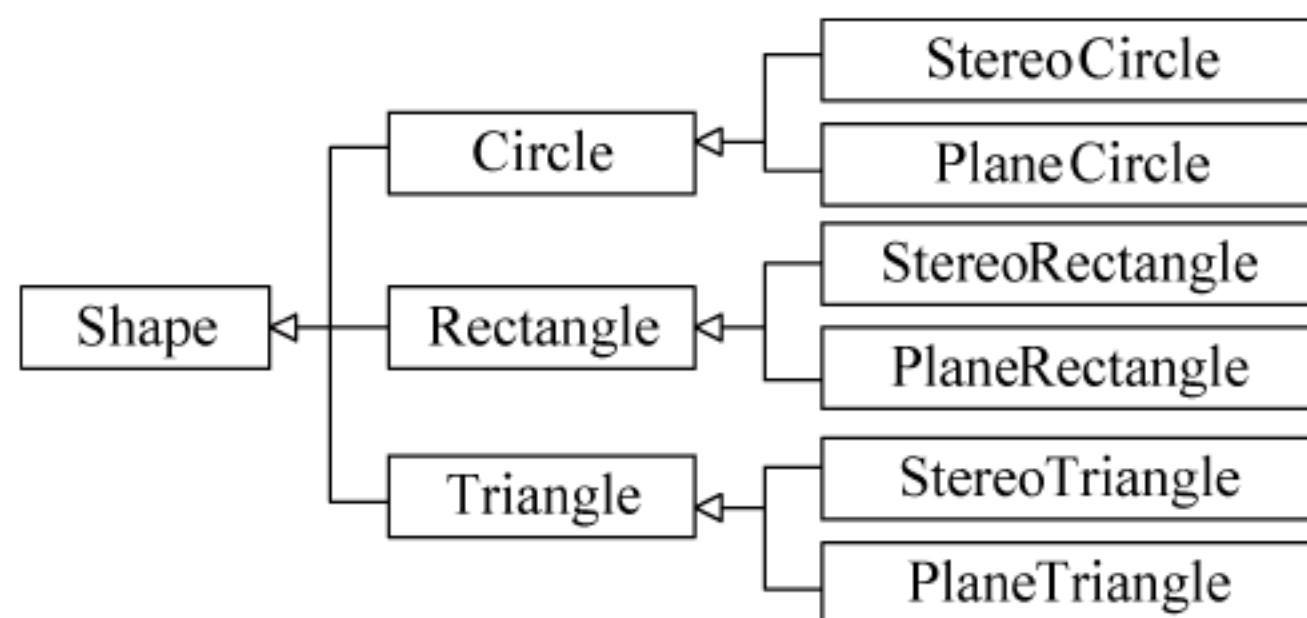 StereoCircle
Circle
PlaneCircle
StereoRectangle
Shape
Rectangle
PlaneRectangle
StereoTriangle
Triangle
PlaneTriangle